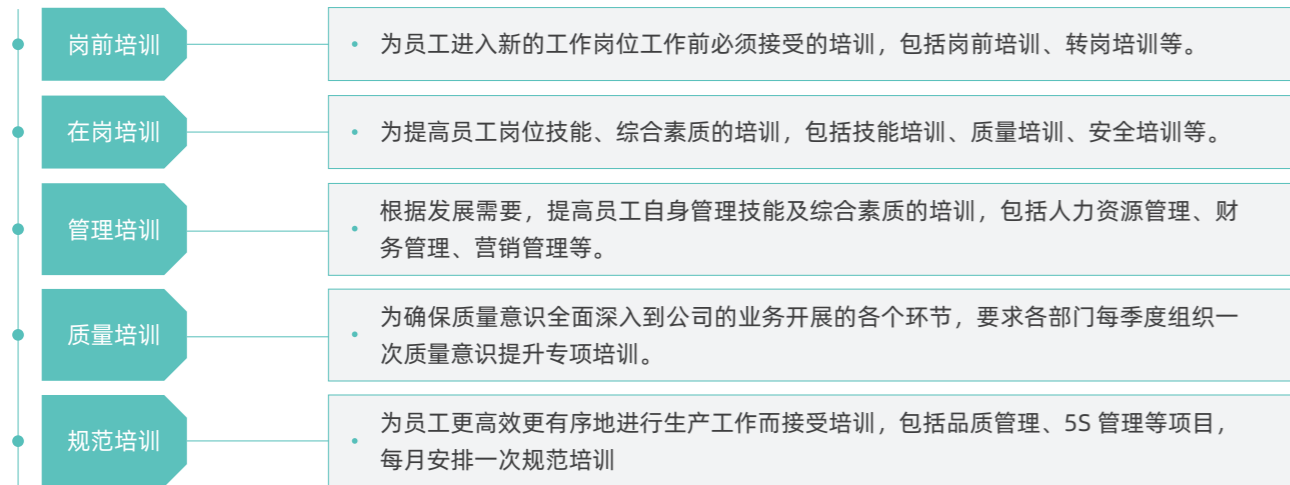 岗前培训
为员工进入新的工作岗位工作前必须接受的培训，包括岗前培训、转岗培训等。
在岗培训
为提高员工岗位技能、综合素质的培训，包括技能培训、质量培训、安全培训等。
管理培训
根据发展需要，提高员工自身管理技能及综合素质的培训，包括人力资源管理、财
务管理、营销管理等。
质量培训
为确保质量意识全面深入到公司的业务开展的各个环节，要求各部门每季度组织一
次质量意识提升专项培训。
规范培训
为员工更高效更有序地进行生产工作而接受培训，包括品质管理、5S 管理等项目，
每月安排一次规范培训